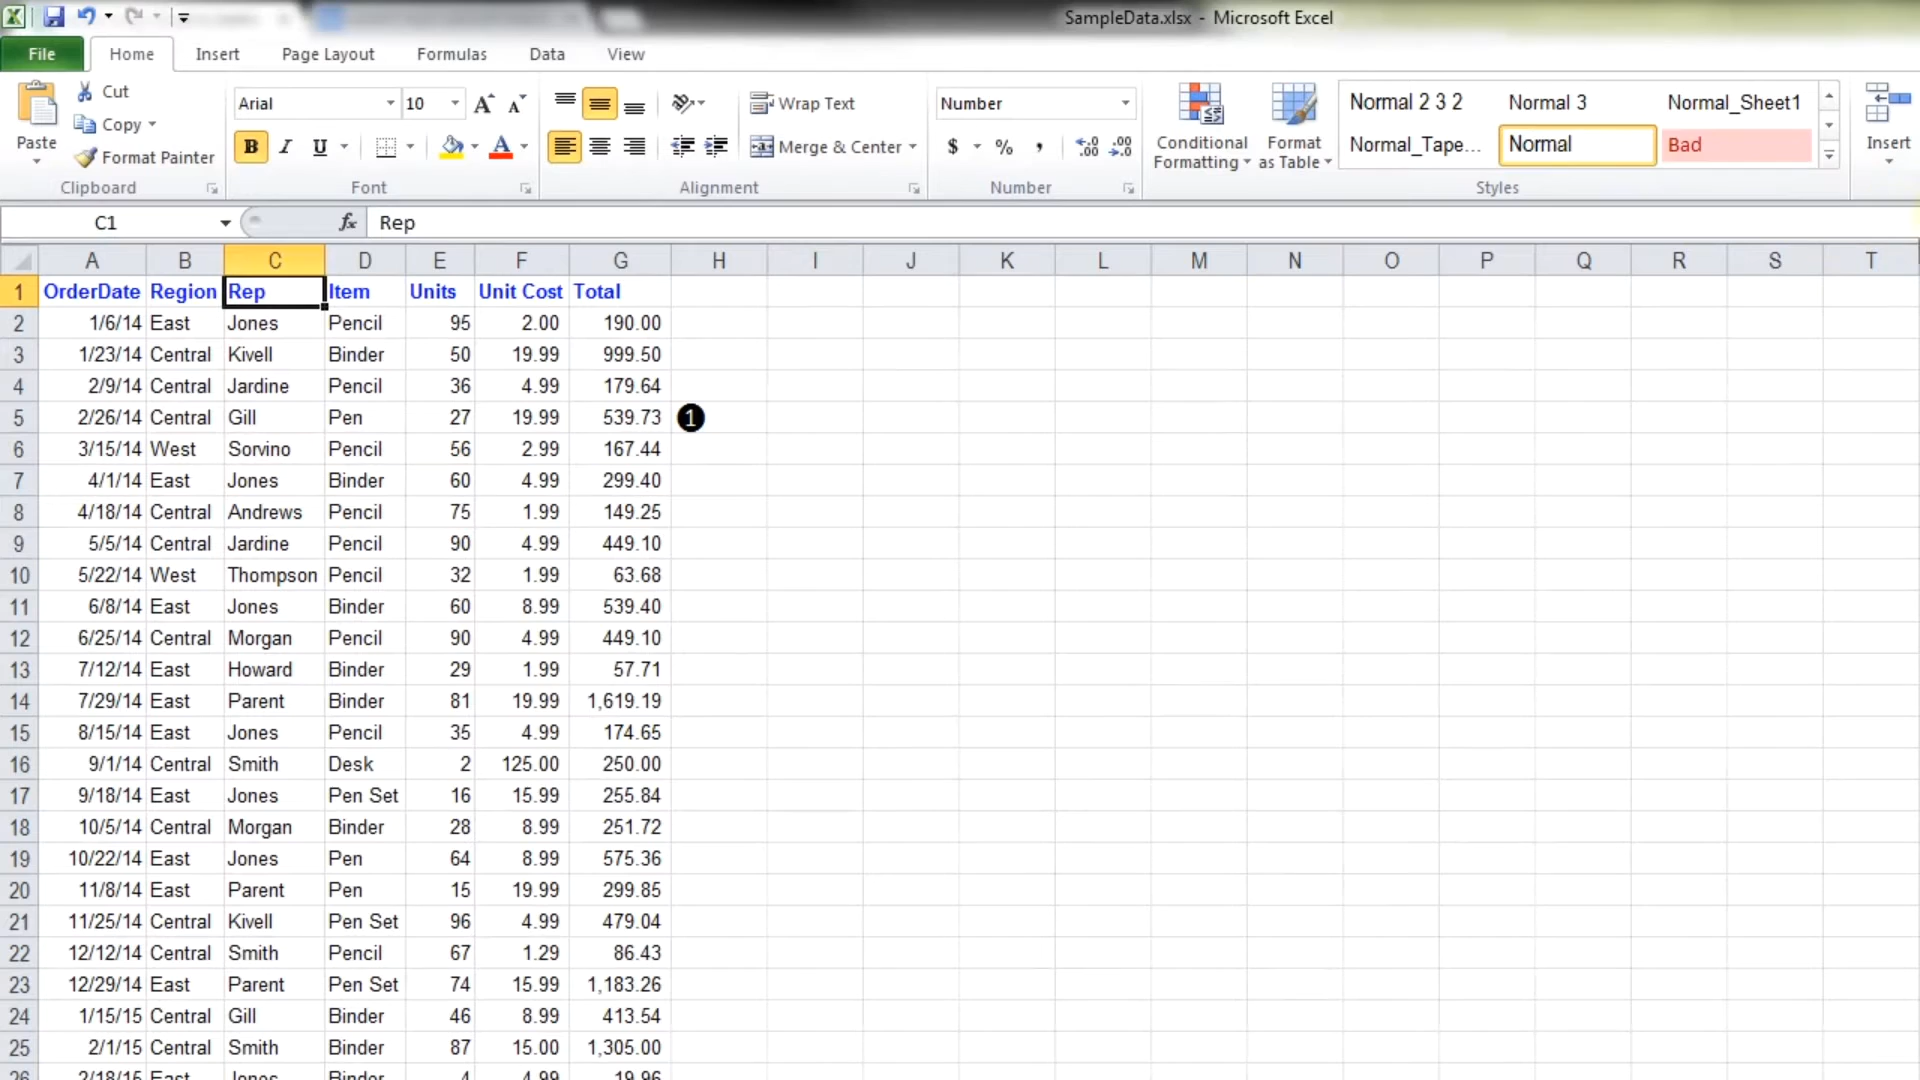 SampleData.xlsx - Microsoft Excel
File Home Insert Page Layout Formulas Data View
Cut
Copy
Format Painter
Paste
Clipboard
Arial 10
B I U A
Font
Wrap Text
Merge & Center
Alignment
Number
$ % ,
Number
Conditional Formatting
Format as Table
Normal 2 3 2 Normal 3 Normal_Sheet1
Normal_Tape... Normal Bad
Styles
Insert
C1 fx Rep
A B C D E F G H I J K L M N O P Q R S T
1 OrderDate Region Rep Item Units Unit Cost Total
2 1/6/14 East Jones Pencil 95 2.00 190.00
3 1/23/14 Central Kivell Binder 50 19.99 999.50
4 2/9/14 Central Jardine Pencil 36 4.99 179.64
5 2/26/14 Central Gill Pen 27 19.99 539.73 1
6 3/15/14 West Sorvino Pencil 56 2.99 167.44
7 4/1/14 East Jones Binder 60 4.99 299.40
8 4/18/14 Central Andrews Pencil 75 1.99 149.25
9 5/5/14 Central Jardine Pencil 90 4.99 449.10
10 5/22/14 West Thompson Pencil 32 1.99 63.68
11 6/8/14 East Jones Binder 60 8.99 539.40
12 6/25/14 Central Morgan Pencil 90 4.99 449.10
13 7/12/14 East Howard Binder 29 1.99 57.71
14 7/29/14 East Parent Binder 81 19.99 1,619.19
15 8/15/14 East Jones Pencil 35 4.99 174.65
16 9/1/14 Central Smith Desk 2 125.00 250.00
17 9/18/14 East Jones Pen Set 16 15.99 255.84
18 10/5/14 Central Morgan Binder 28 8.99 251.72
19 10/22/14 East Jones Pen 64 8.99 575.36
20 11/8/14 East Parent Pen 15 19.99 299.85
21 11/25/14 Central Kivell Pen Set 96 4.99 479.04
22 12/12/14 Central Smith Pencil 67 1.29 86.43
23 12/29/14 East Parent Pen Set 74 15.99 1,183.26
24 1/15/15 Central Gill Binder 46 8.99 413.54
25 2/1/15 Central Smith Binder 87 15.00 1,305.00
26 2/18/15 East Jones Binder 4 4.99 19.96